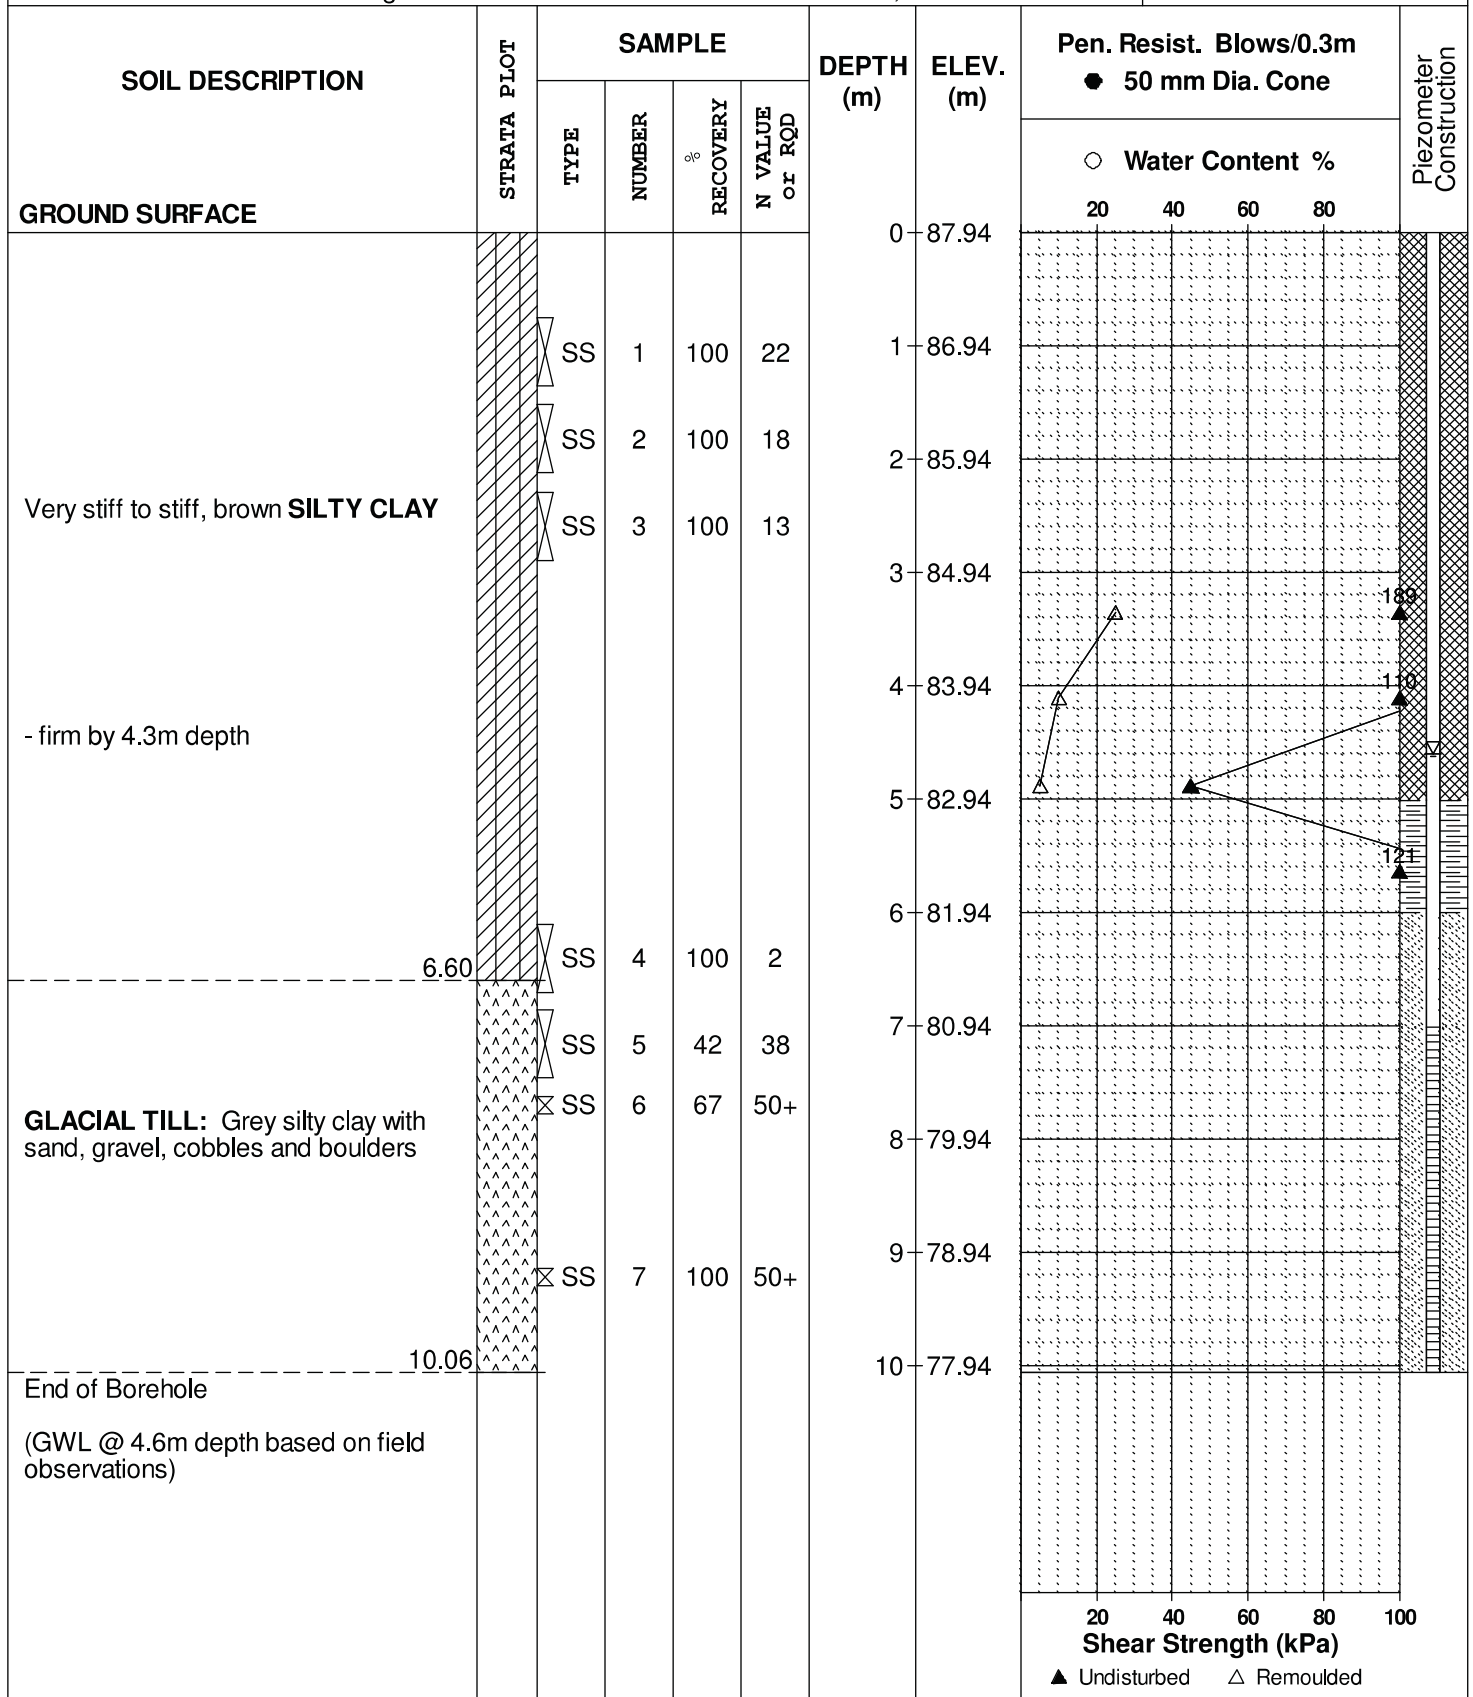 SOIL DESCRIPTION
GROUND SURFACE
STRATA PLOT
SAMPLE
TYPE
NUMBER
%
RECOVERY
N VALUE
or RQD
DEPTH
(m)
ELEV.
(m)
Pen. Resist. Blows/0.3m
● 50 mm Dia. Cone
○ Water Content %
20 40 60 80
Piezometer
Construction
0 87.94
SS 1 100 22
1 86.94
SS 2 100 18
2 85.94
Very stiff to stiff, brown SILTY CLAY
SS 3 100 13
3 84.94
189
4 83.94
110
- firm by 4.3m depth
5 82.94
121
6 81.94
SS 4 100 2
6.60
7 80.94
SS 5 42 38
SS 6 67 50+
GLACIAL TILL: Grey silty clay with
sand, gravel, cobbles and boulders
8 79.94
9 78.94
SS 7 100 50+
10.06
10 77.94
End of Borehole
(GWL @ 4.6m depth based on field
observations)
20 40 60 80 100
Shear Strength (kPa)
▲ Undisturbed △ Remoulded